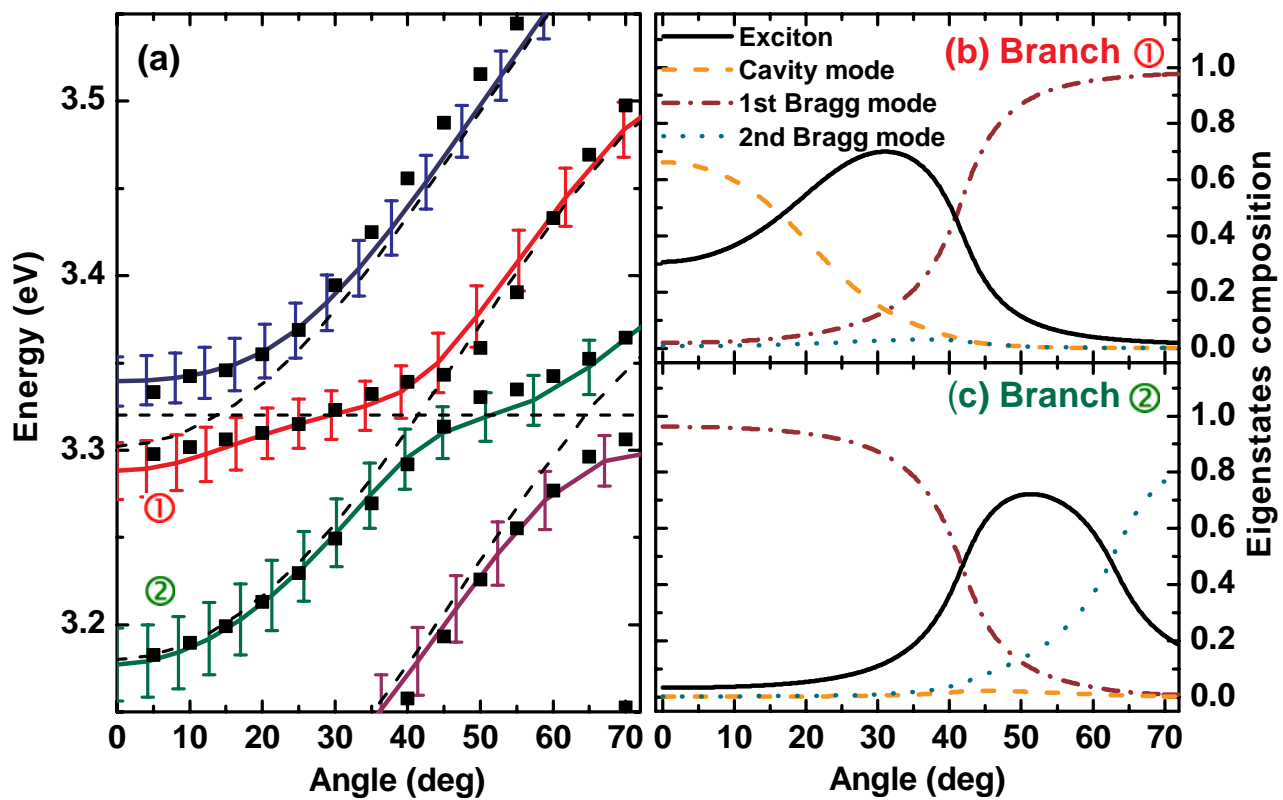 (a)
3.5
3.4
3.3
3.2
Energy (eV)
①
②
0 10 20 30 40 50 60 70
Angle (deg)
Exciton
Cavity mode
1st Bragg mode
2nd Bragg mode
(b) Branch ①
1.0
0.8
0.6
0.4
0.2
0.0
(c) Branch ②
1.0
0.8
0.6
0.4
0.2
0.0
Eigenstates composition
0 10 20 30 40 50 60 70
Angle (deg)